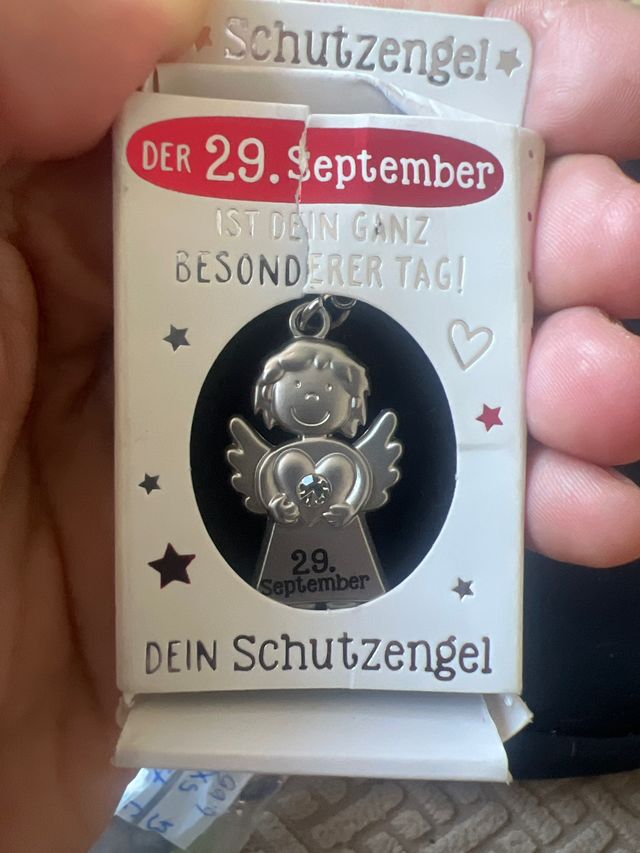 Schutzengel
DER 29. September
IST DEIN GANZ
BESONDERER TAG!
29.
September
DEIN Schutzengel